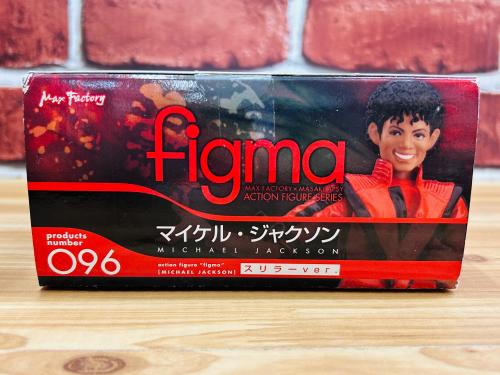 Max Factory
figma
MAX FACTORY × MASAKI APSY
ACTION FIGURE SERIES
マイケル・ジャクソン
MICHAEL JACKSON
products
number
096
action figure "figma"
[MICHAEL JACKSON]
スリラーver.